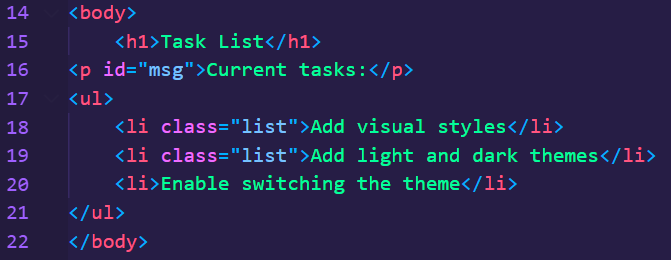 14 <body>
15     <h1>Task List</h1>
16 <p id="msg">Current tasks:</p>
17 <ul>
18     <li class="list">Add visual styles</li>
19     <li class="list">Add light and dark themes</li>
20     <li>Enable switching the theme</li>
21 </ul>
22 </body>